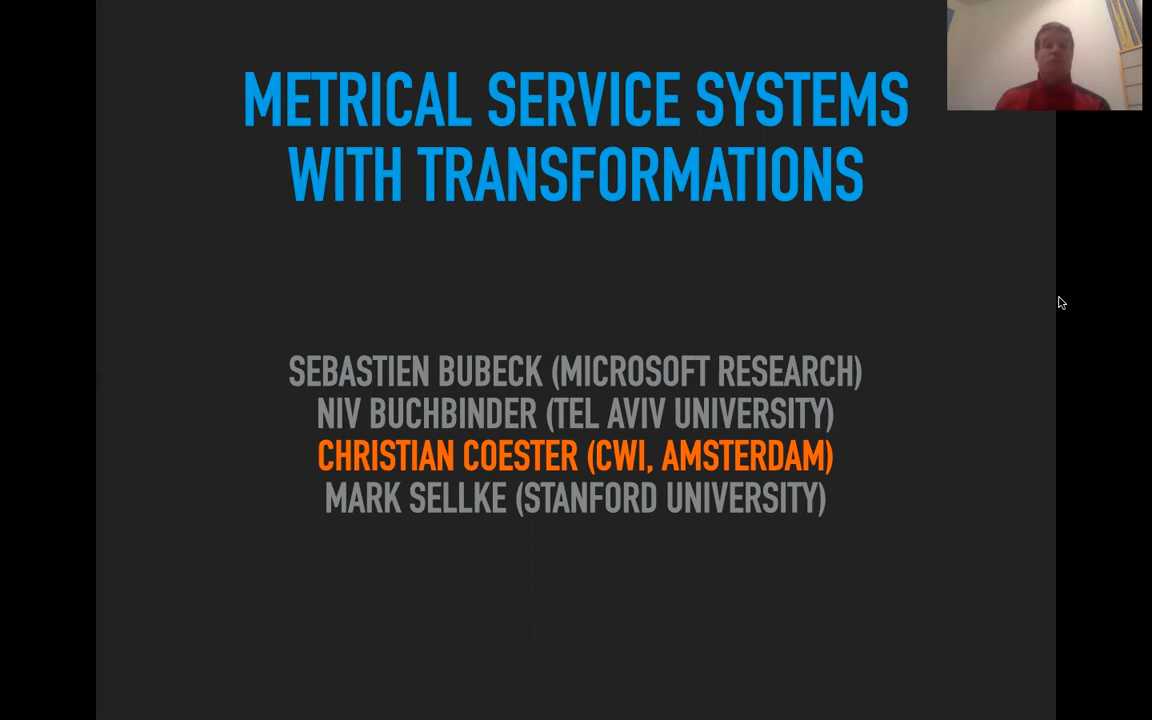 METRICAL SERVICE SYSTEMS
WITH TRANSFORMATIONS
SEBASTIEN BUBECK (MICROSOFT RESEARCH)
NIV BUCHBINDER (TEL AVIV UNIVERSITY)
CHRISTIAN COESTER (CWI, AMSTERDAM)
MARK SELLKE (STANFORD UNIVERSITY)